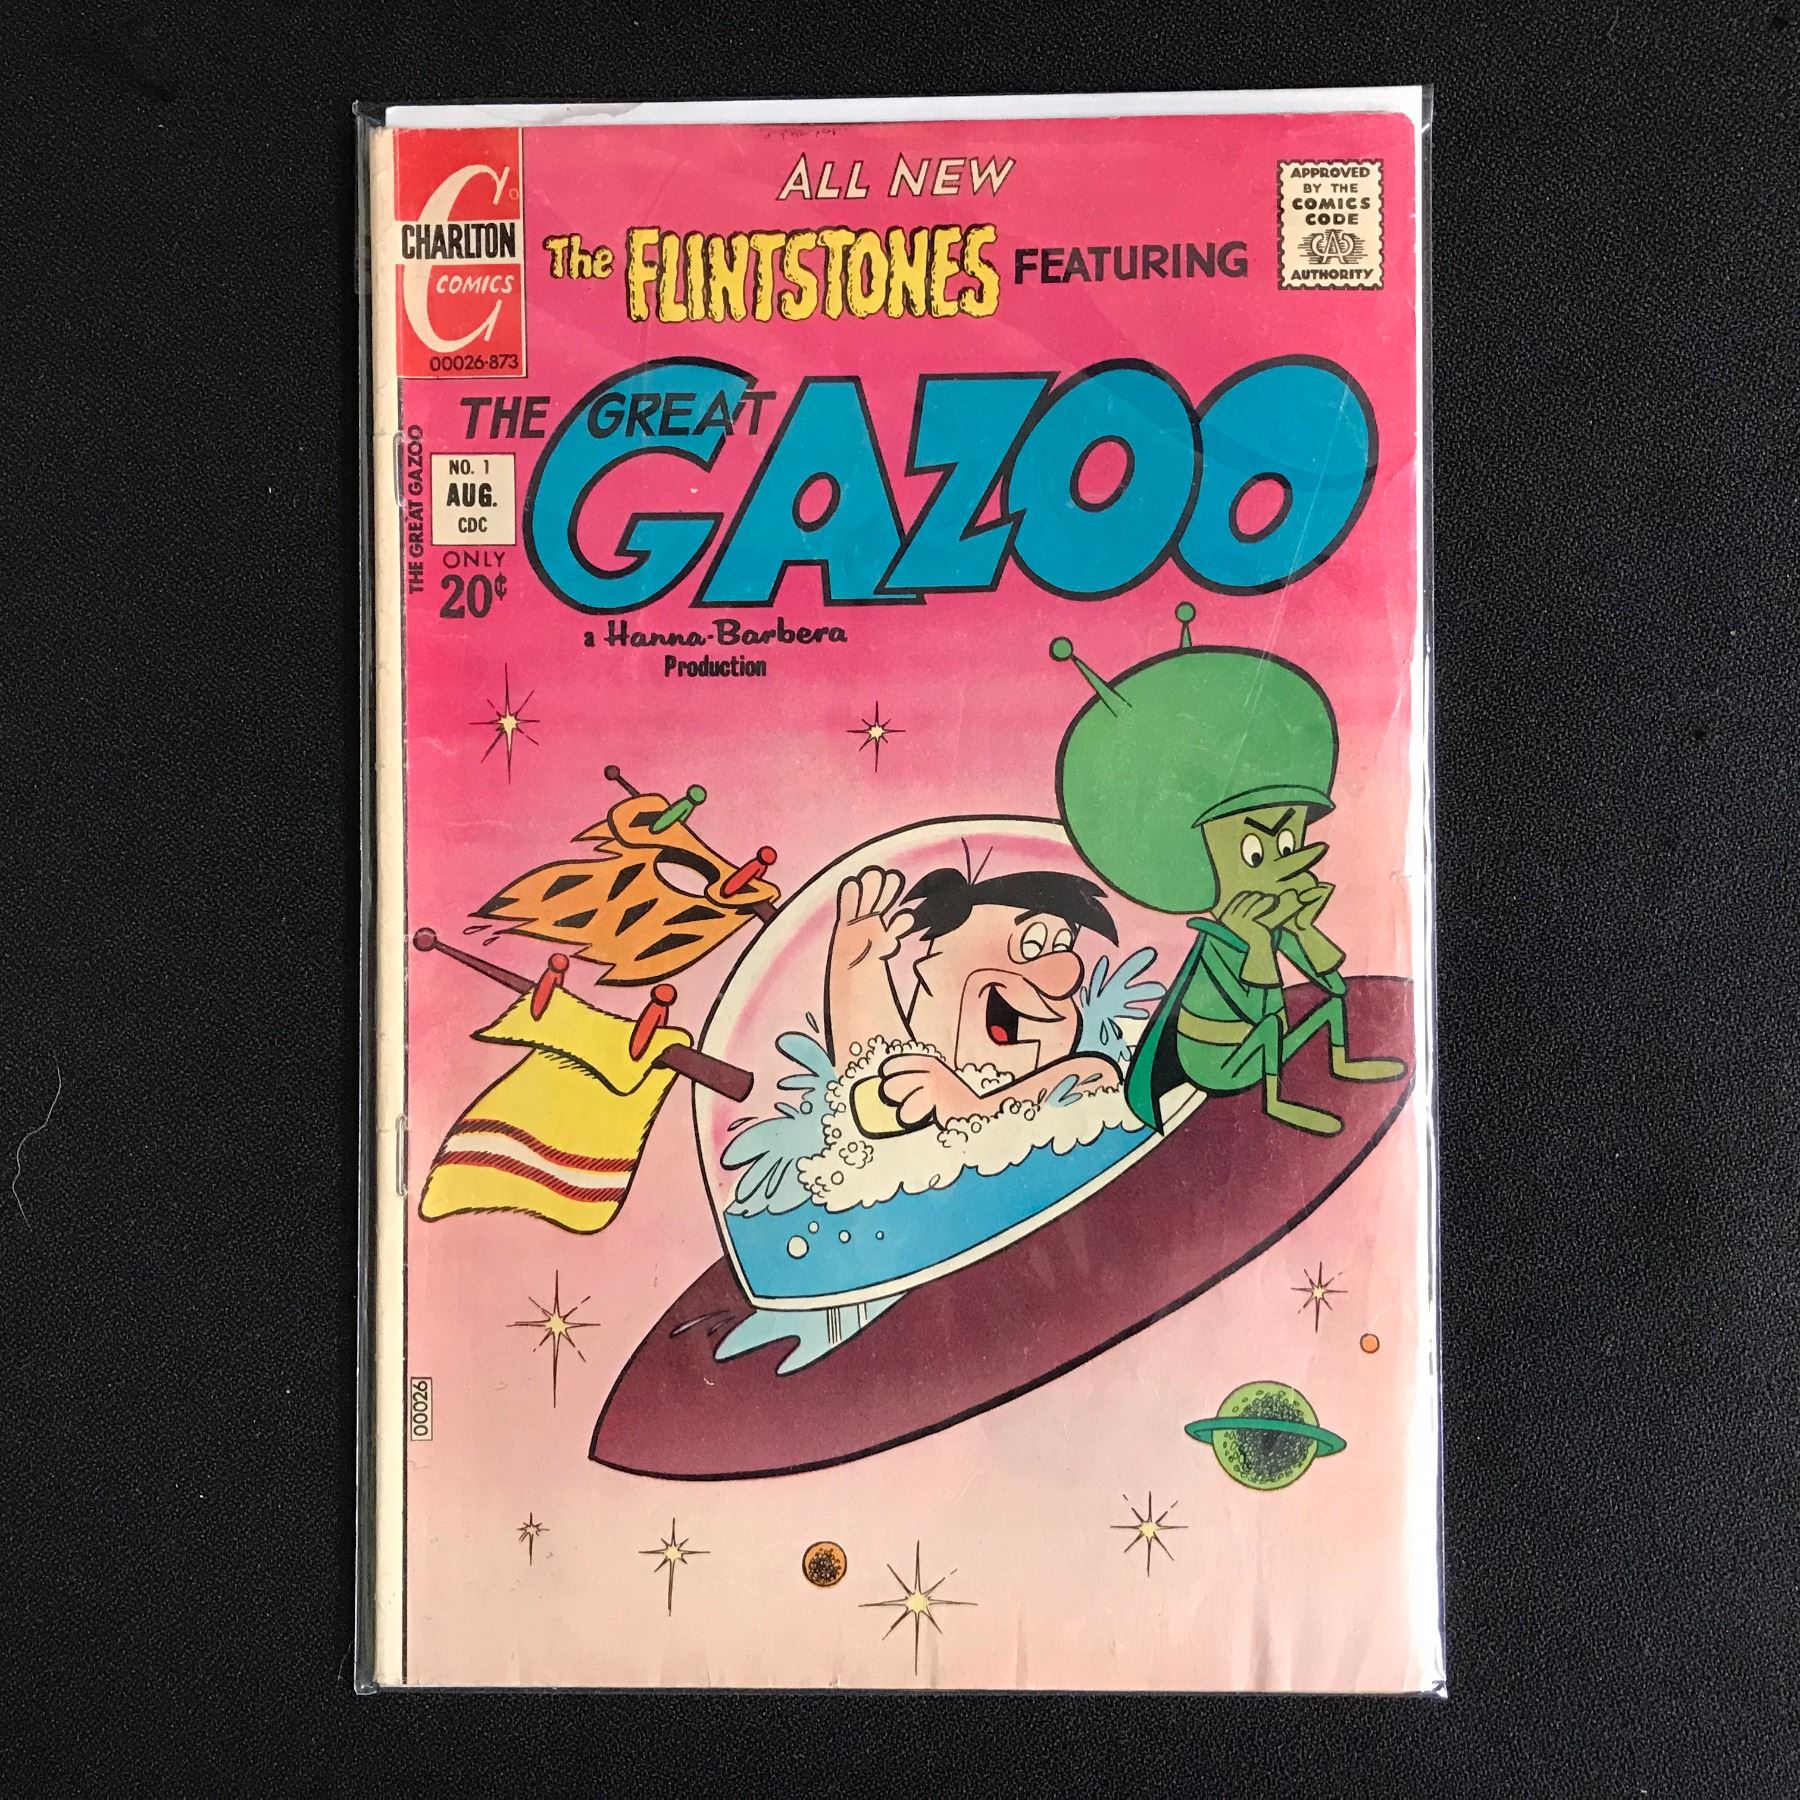 ALL NEW
The FLINTSTONES FEATURING
APPROVED
BY THE
COMICS
CODE
CA
AUTHORITY
CHARLTON
COMICS
00026-873
THE GREAT
GAZOO
THE GREAT GAZOO
NO. 1
AUG.
CDC
ONLY
20¢
a Hanna-Barbera
Production
00026